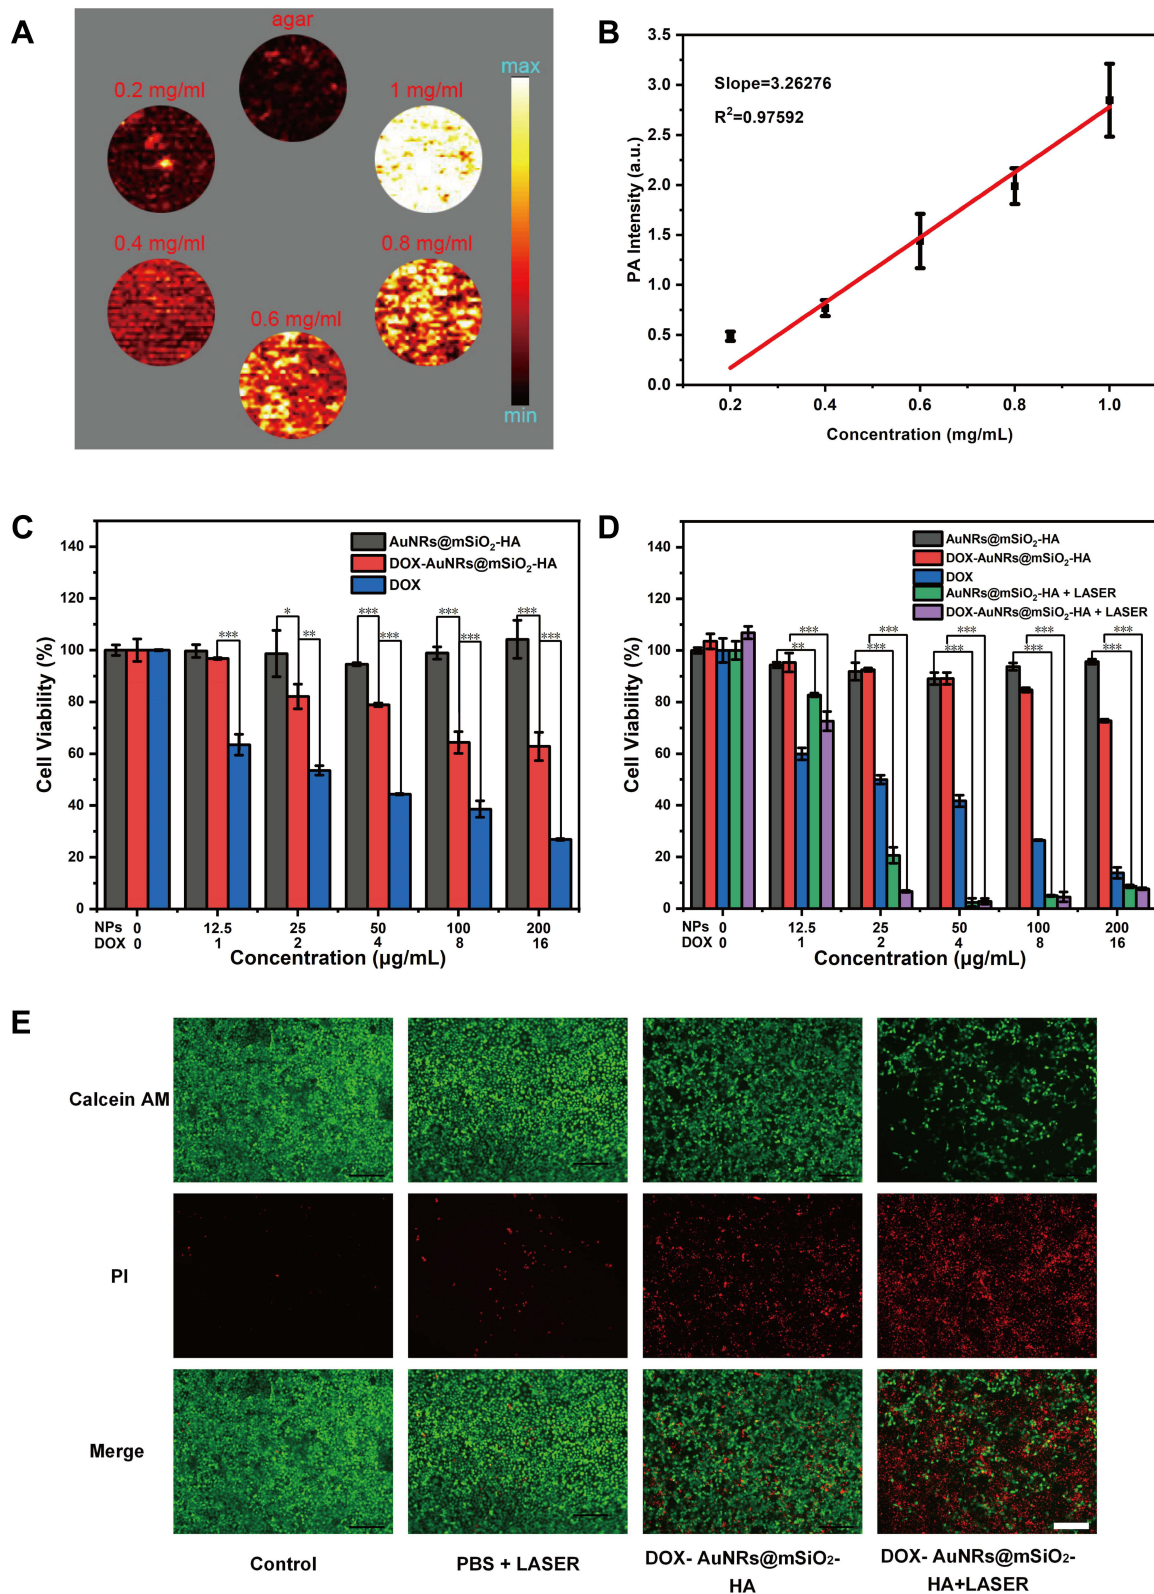 A
agar
0.2 mg/ml
1 mg/ml
max
0.4 mg/ml
0.8 mg/ml
0.6 mg/ml
min
B
3.5
3.0
2.5
2.0
1.5
1.0
0.5
0.0
PA Intensity (a.u.)
Slope=3.26276
R²=0.97592
0.2 0.4 0.6 0.8 1.0
Concentration (mg/mL)
C
140
120
100
80
60
40
20
0
Cell Viability (%)
AuNRs@mSiO₂-HA
DOX-AuNRs@mSiO₂-HA
DOX
*** * ** *** *** *** *** *** ***
NPs 0 12.5 25 50 100 200
DOX 0 1 2 4 8 16
Concentration (μg/mL)
D
140
120
100
80
60
40
20
0
Cell Viability (%)
AuNRs@mSiO₂-HA
DOX-AuNRs@mSiO₂-HA
DOX
AuNRs@mSiO₂-HA + LASER
DOX-AuNRs@mSiO₂-HA + LASER
*** *** *** *** ***
** *** *** *** ***
NPs 0 12.5 25 50 100 200
DOX 0 1 2 4 8 16
Concentration (μg/mL)
E
Calcein AM
PI
Merge
Control
PBS + LASER
DOX- AuNRs@mSiO₂-
HA
DOX- AuNRs@mSiO₂-
HA+LASER